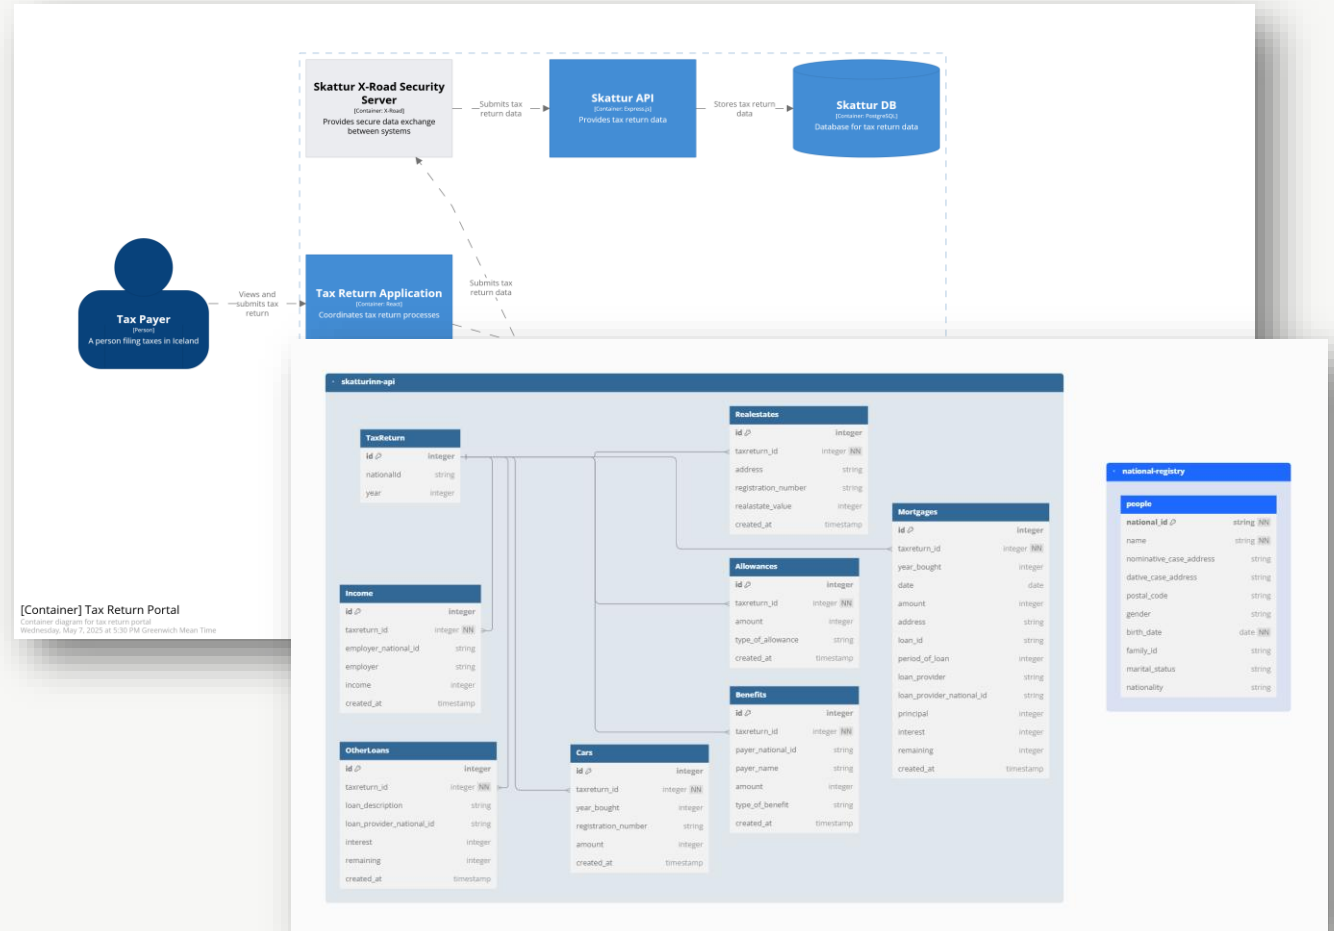 Skattur X-Road Security
Server
[Container: X-Road]
Provides secure data exchange
between systems
Submits tax
return data
Skattur API
[Container: Express.js]
Provides tax return data
Stores tax return
data
Skattur DB
[Container: PostgreSQL]
Database for tax return data
Tax Payer
[Person]
A person filing taxes in Iceland
Views and
submits tax
return
Tax Return Application
[Container: React]
Coordinates tax return processes
Submits tax
return data
[Container] Tax Return Portal
Container diagram for tax return portal
Wednesday, May 7, 2025 at 5:30 PM Greenwich Mean Time
skatturinn-api
TaxReturn
id integer
nationalId string
year integer
Income
id integer
taxreturn_id integer NN
employer_national_id string
employer string
income integer
created_at timestamp
OtherLoans
id integer
taxreturn_id integer NN
loan_description string
loan_provider_national_id string
interest integer
remaining integer
created_at timestamp
Cars
id integer
taxreturn_id integer NN
year_bought integer
registration_number string
amount integer
created_at timestamp
Realestates
id integer
taxreturn_id integer NN
address string
registration_number string
realastate_value integer
created_at timestamp
Allowances
id integer
taxreturn_id integer NN
amount integer
type_of_allowance string
created_at timestamp
Benefits
id integer
taxreturn_id integer NN
payer_national_id string
payer_name string
amount integer
type_of_benefit string
created_at timestamp
Mortgages
id integer
taxreturn_id integer NN
year_bought integer
date date
amount integer
address string
loan_id string
period_of_loan integer
loan_provider string
loan_provider_national_id string
principal integer
interest integer
remaining integer
created_at timestamp
national-registry
people
national_id string NN
name string NN
nominative_case_address string
dative_case_address string
postal_code string
gender string
birth_date date NN
family_id string
marital_status string
nationality string